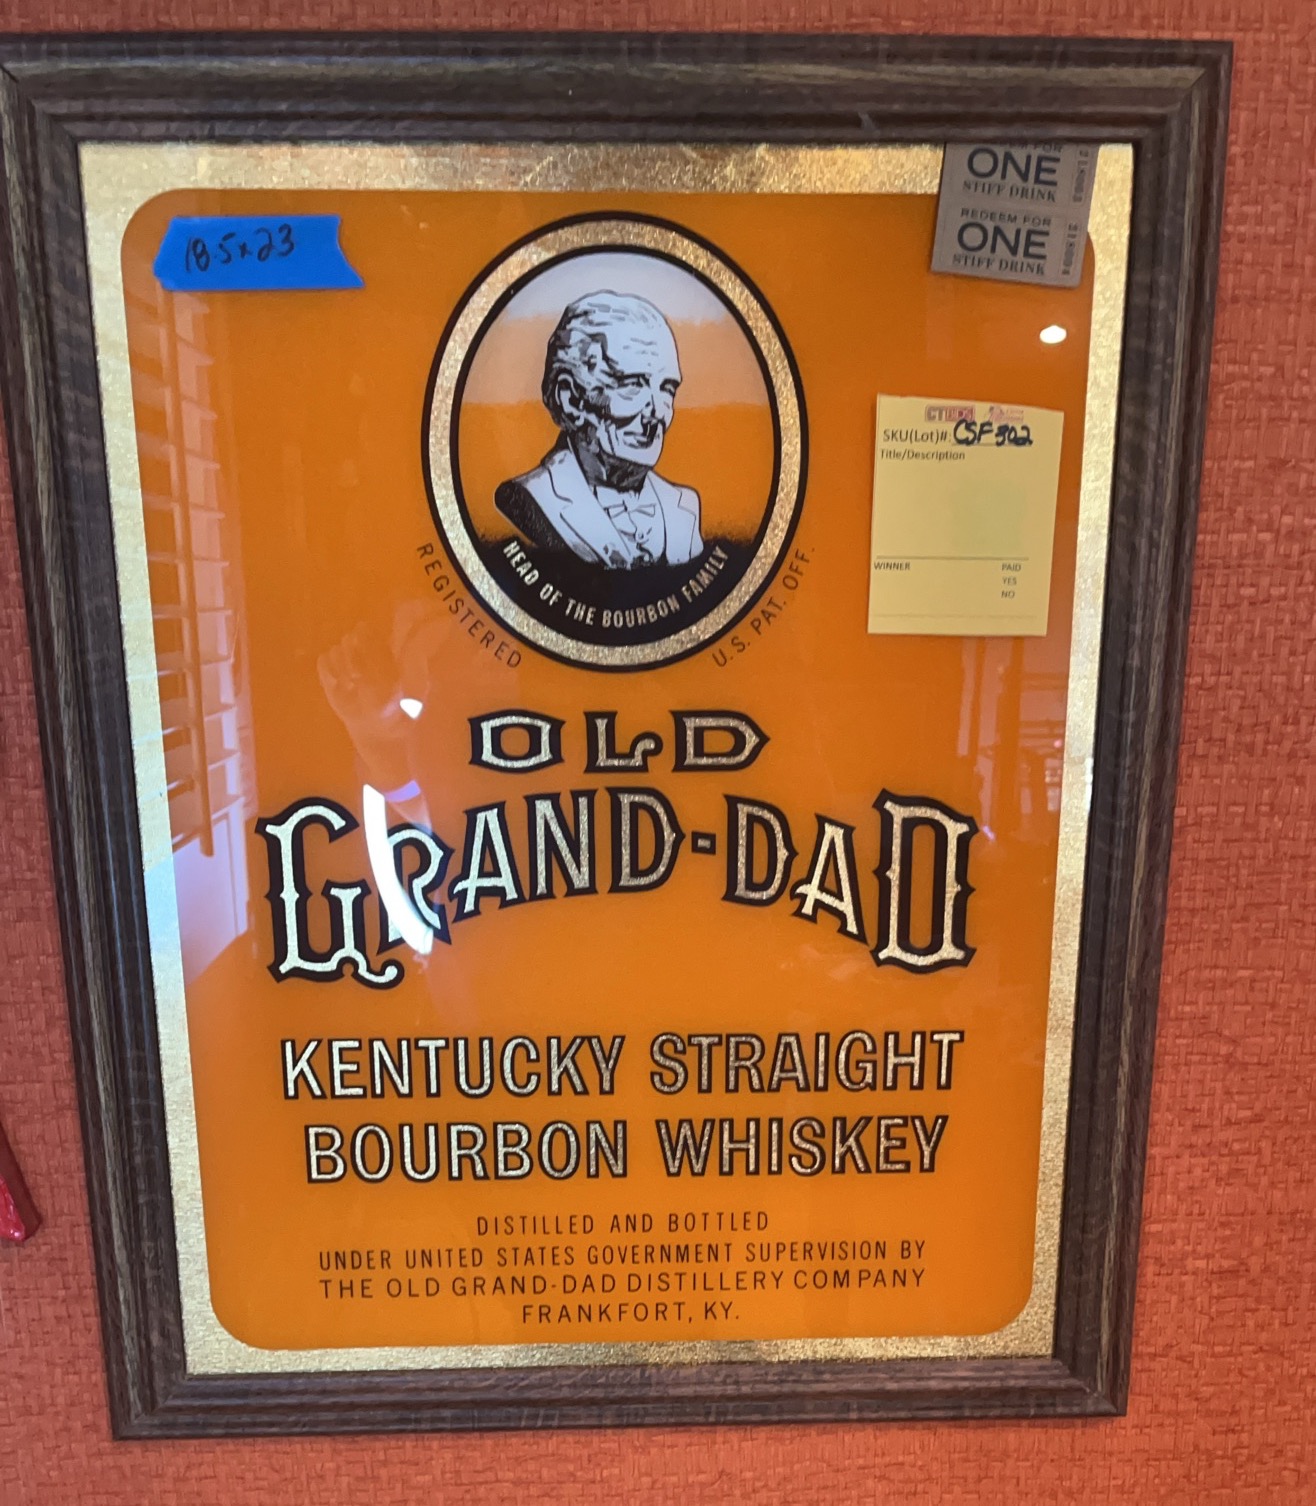 ONE
STIFF DRINK
REDEEM FOR
ONE
STIFF DRINK
18.5x23
SKU(Lot)#: CSF302
Title/Description
WINNER
PAID
YES
NO
HEAD OF THE BOURBON FAMILY
REGISTERED
U.S. PAT. OFF.
OLD
GRAND-DAD
KENTUCKY STRAIGHT
BOURBON WHISKEY
DISTILLED AND BOTTLED
UNDER UNITED STATES GOVERNMENT SUPERVISION BY
THE OLD GRAND-DAD DISTILLERY COMPANY
FRANKFORT, KY.